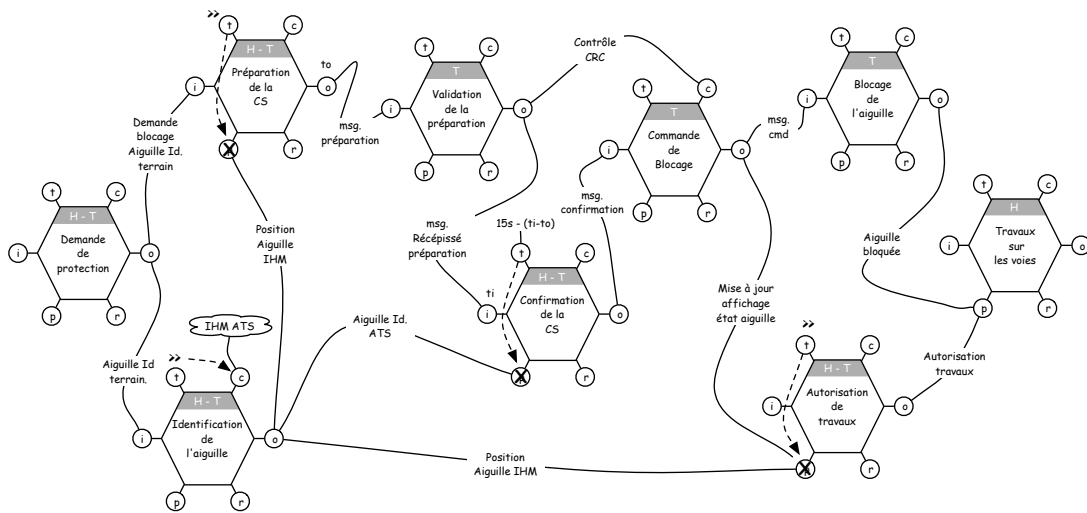 »
t
c
H - T
Préparation
de la
CS
i
to
o
r
t
c
T
Validation
de la
préparation
i
o
p
r
Contrôle
CRC
t
c
T
Commande
de
Blocage
i
o
p
r
msg.
cmd
t
c
T
Blocage
de
l'aiguille
i
o
p
r
Demande
blocage
Aiguille Id.
terrain
msg.
préparation
t
c
H - T
Demande
de
protection
i
o
p
r
Position
Aiguille
IHM
msg.
Récépissé
préparation
15s - (ti-to)
msg.
confirmation
t
c
H - T
Confirmation
de la
CS
ti
i
o
r
Aiguille
bloquée
t
c
H
Travaux
sur
les voies
i
o
p
r
Mise à jour
affichage
état aiguille
IHM ATS
Aiguille Id.
ATS
»
Aiguille Id
terrain.
t
c
H - T
Identification
de
l'aiguille
i
o
p
r
»
t
c
H - T
Autorisation
de
travaux
i
o
r
Autorisation
travaux
Position
Aiguille IHM